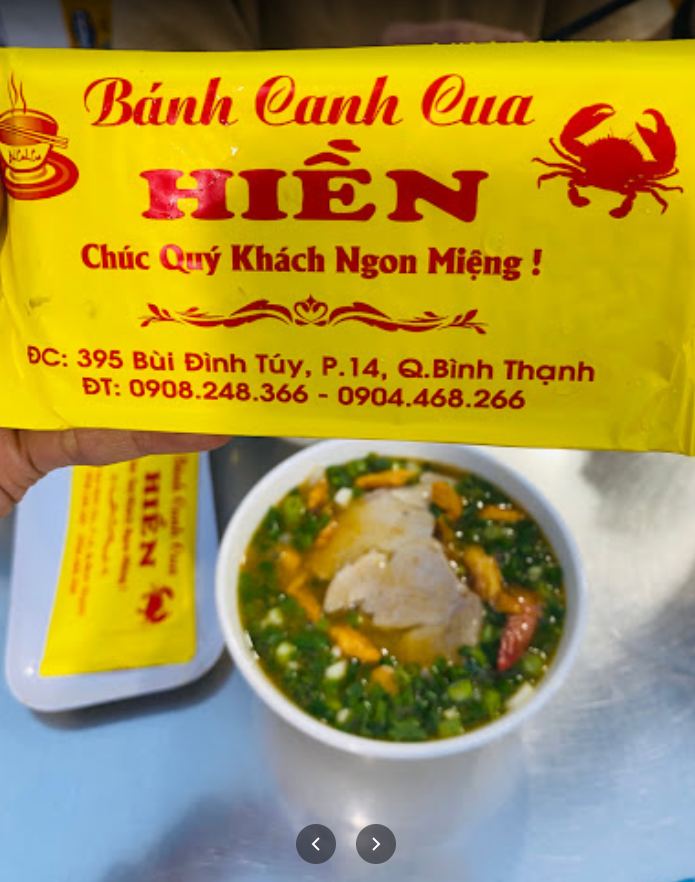 Bánh Canh Cua
HIỀN
Chúc Quý Khách Ngon Miệng !
ĐC: 395 Bùi Đình Túy, P.14, Q.Bình Thạnh
ĐT: 0908.248.366 - 0904.468.266
Bánh Canh Cua
HIỀN